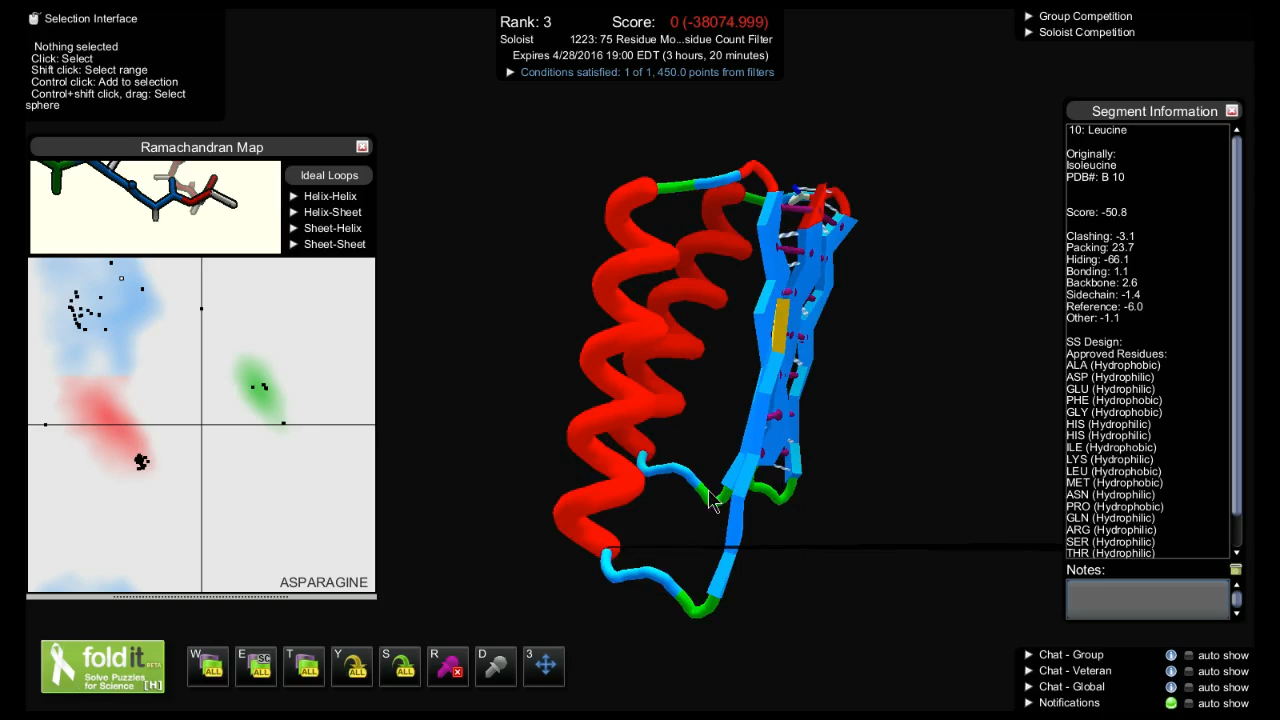 Selection Interface
Nothing selected
Click: Select
Shift click: Select range
Control click: Add to selection
Control+shift click, drag: Select
sphere
Rank: 3 Score: 0 (-38074.999)
Soloist 1223: 75 Residue Mo...sidue Count Filter
Expires 4/28/2016 19:00 EDT (3 hours, 20 minutes)
Conditions satisfied: 1 of 1, 450.0 points from filters
Group Competition
Soloist Competition
Ramachandran Map
Ideal Loops
Helix-Helix
Helix-Sheet
Sheet-Helix
Sheet-Sheet
ASPARAGINE
Segment Information
10: Leucine
Originally:
Isoleucine
PDB#: B 10
Score: -50.8
Clashing: -3.1
Packing: 23.7
Hiding: -66.1
Bonding: 1.1
Backbone: 2.6
Sidechain: -1.4
Reference: -6.0
Other: -1.1
SS Design:
Approved Residues:
ALA (Hydrophobic)
ASP (Hydrophilic)
GLU (Hydrophilic)
PHE (Hydrophobic)
GLY (Hydrophobic)
HIS (Hydrophilic)
HIS (Hydrophilic)
ILE (Hydrophobic)
LYS (Hydrophilic)
LEU (Hydrophobic)
MET (Hydrophobic)
ASN (Hydrophilic)
PRO (Hydrophobic)
GLN (Hydrophilic)
ARG (Hydrophilic)
SER (Hydrophilic)
THR (Hydrophilic)
Notes:
foldit BETA
Solve Puzzles
for Science [H]
W ALL
E SC ALL
T ALL
Y ALL
S ALL
R
D
3
Chat - Group auto show
Chat - Veteran auto show
Chat - Global auto show
Notifications auto show